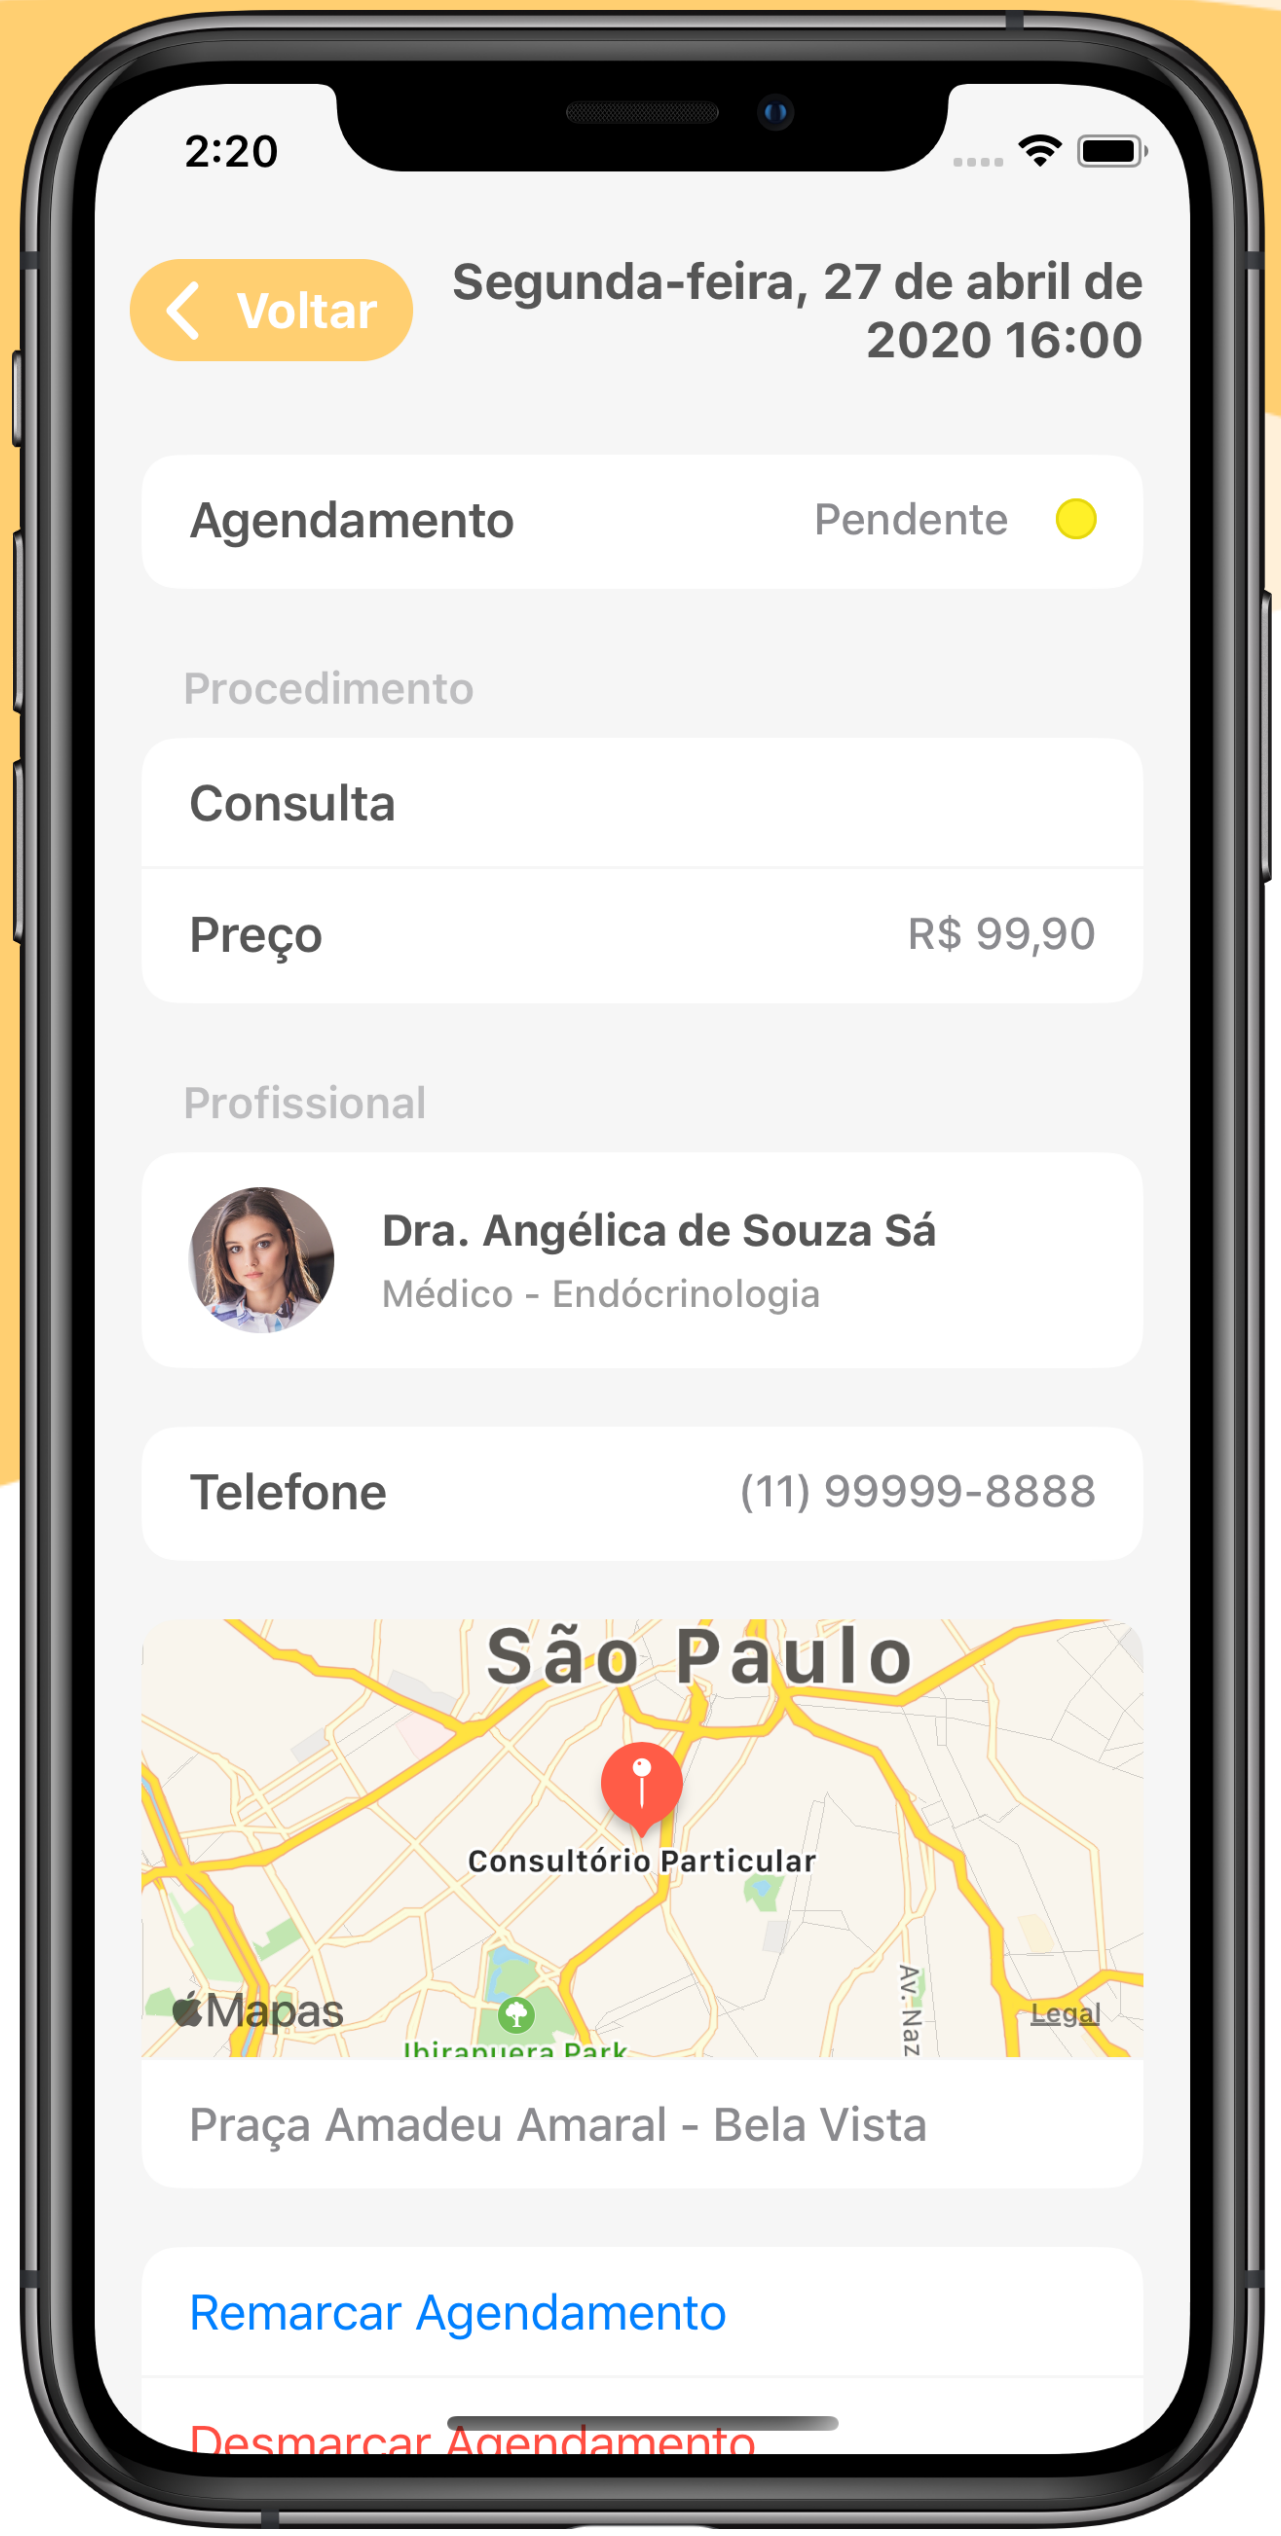 2:20
Voltar
Segunda-feira, 27 de abril de
2020 16:00
Agendamento
Pendente
Procedimento
Consulta
Preço
R$ 99,90
Profissional
Dra. Angélica de Souza Sá
Médico - Endócrinologia
Telefone
(11) 99999-8888
São Paulo
Consultório Particular
Av. Naz
Mapas
Legal
Ibirapuera Park
Praça Amadeu Amaral - Bela Vista
Remarcar Agendamento
Desmarcar Agendamento